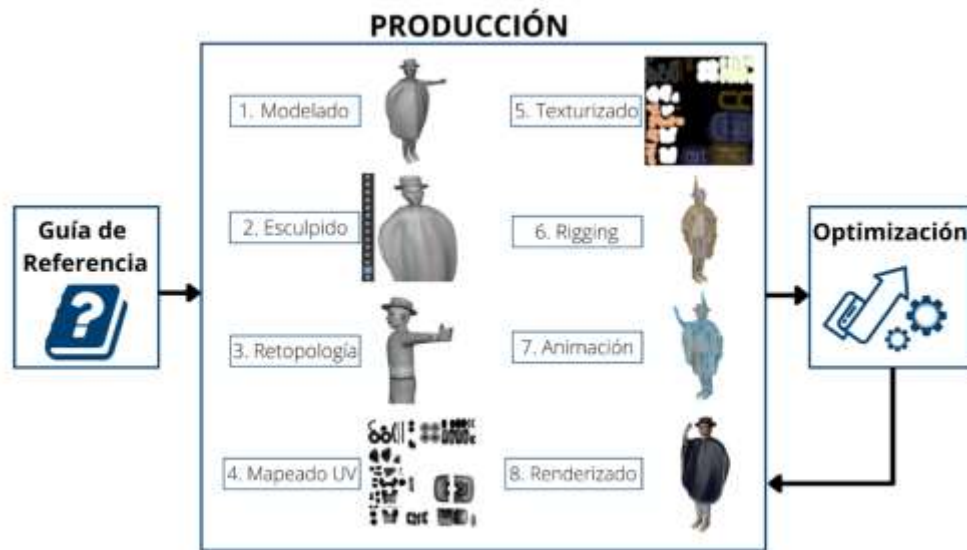 PRODUCCIÓN
Guía de
Referencia
?
1. Modelado
2. Esculpido
3. Retopología
4. Mapeado UV
5. Texturizado
6. Rigging
7. Animación
8. Renderizado
Optimización